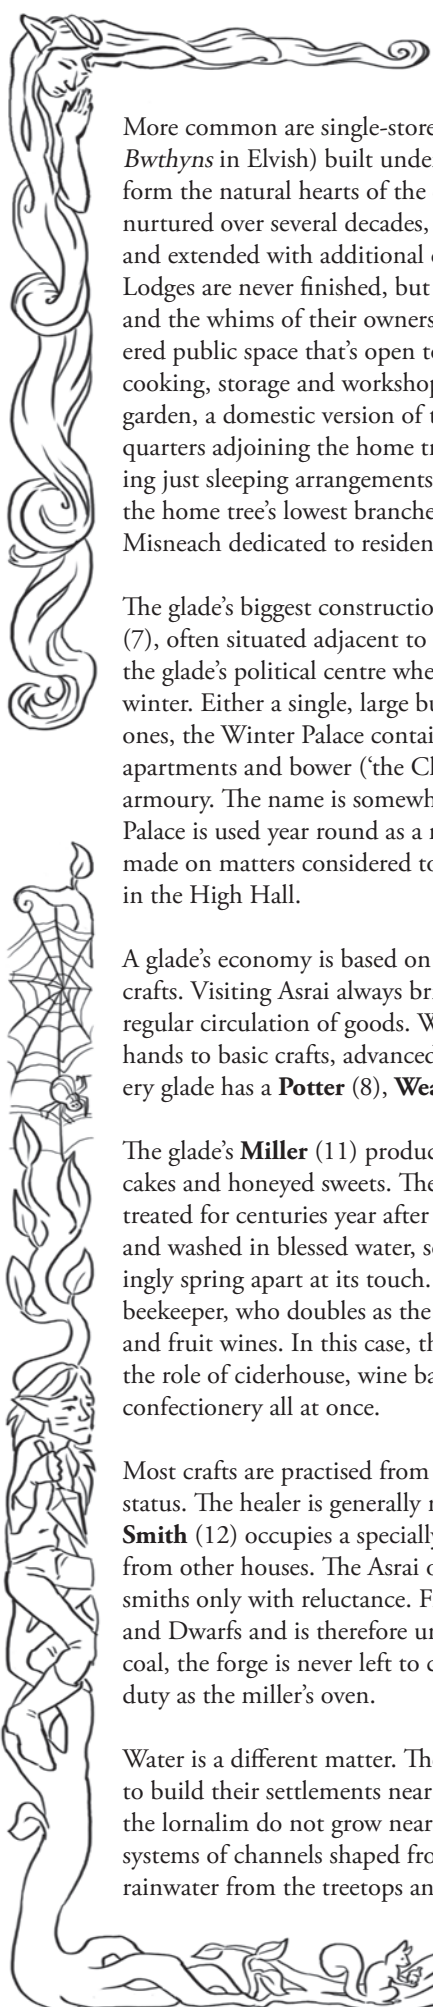 More common are single-store
Bwthyns in Elvish) built unde
form the natural hearts of the
nurtured over several decades,
and extended with additional
Lodges are never finished, but
and the whims of their owners
ered public space that's open t
cooking, storage and workshop
garden, a domestic version of t
quarters adjoining the home tr
ing just sleeping arrangements
the home tree's lowest branche
Misneach dedicated to residen

The glade's biggest constructio
(7), often situated adjacent to
the glade's political centre whe
winter. Either a single, large bu
ones, the Winter Palace contai
apartments and bower ('the Cl
armoury. The name is somewh
Palace is used year round as a r
made on matters considered to
in the High Hall.

A glade's economy is based on
crafts. Visiting Asrai always br
regular circulation of goods. W
hands to basic crafts, advanced
ery glade has a Potter (8), Wea

The glade's Miller (11) produc
cakes and honeyed sweets. The
treated for centuries year after
and washed in blessed water, s
ingly spring apart at its touch.
beekeeper, who doubles as the
and fruit wines. In this case, th
the role of ciderhouse, wine ba
confectionery all at once.

Most crafts are practised from
status. The healer is generally r
Smith (12) occupies a specially
from other houses. The Asrai o
smiths only with reluctance. F
and Dwarfs and is therefore un
coal, the forge is never left to c
duty as the miller's oven.

Water is a different matter. The
to build their settlements near
the lornalim do not grow near
systems of channels shaped fro
rainwater from the treetops an